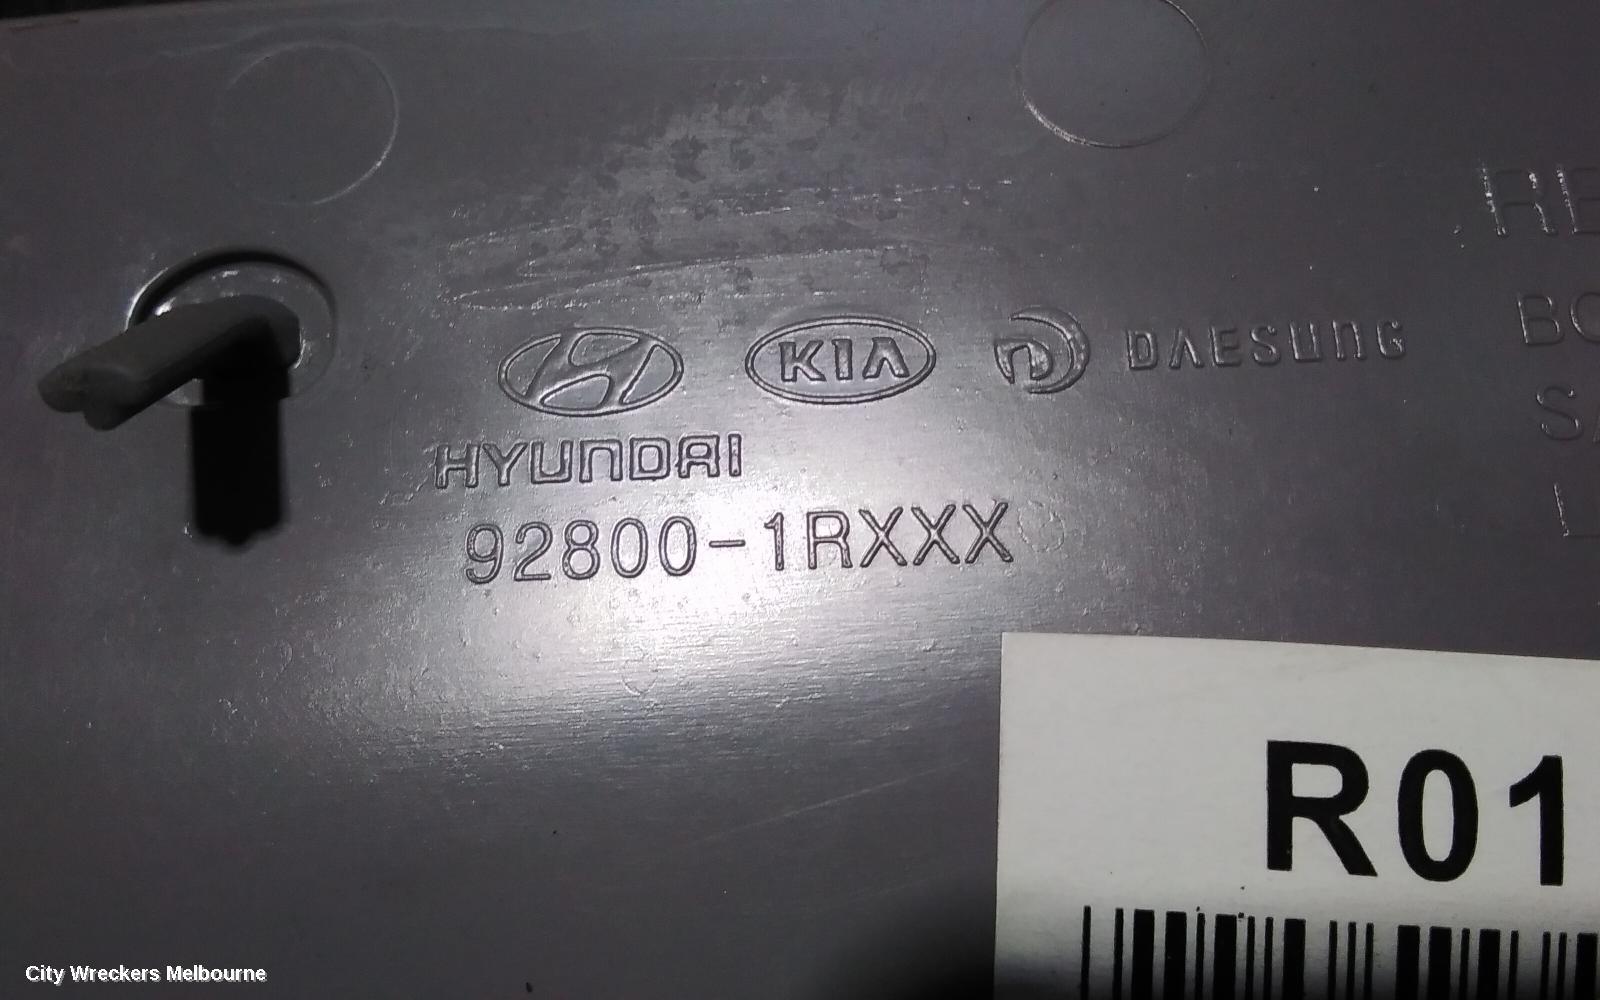 KIA DAESUNG
HYUNDAI
92800-1RXXX
R01
City Wreckers Melbourne